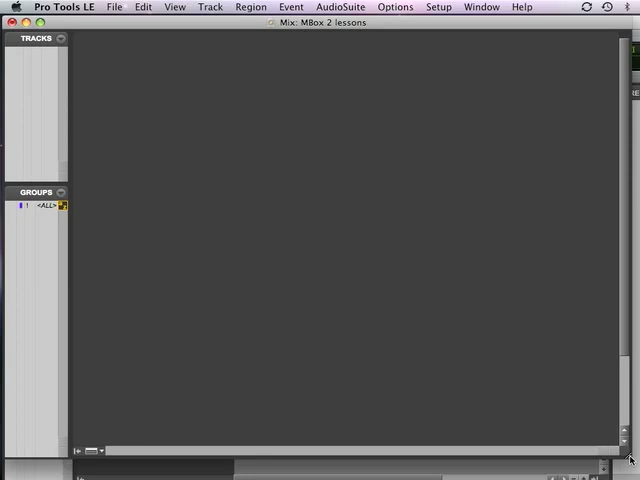 Pro Tools LE File Edit View Track Region Event AudioSuite Options Setup Window Help
Mix: MBox 2 lessons
TRACKS
GROUPS
! <ALL>